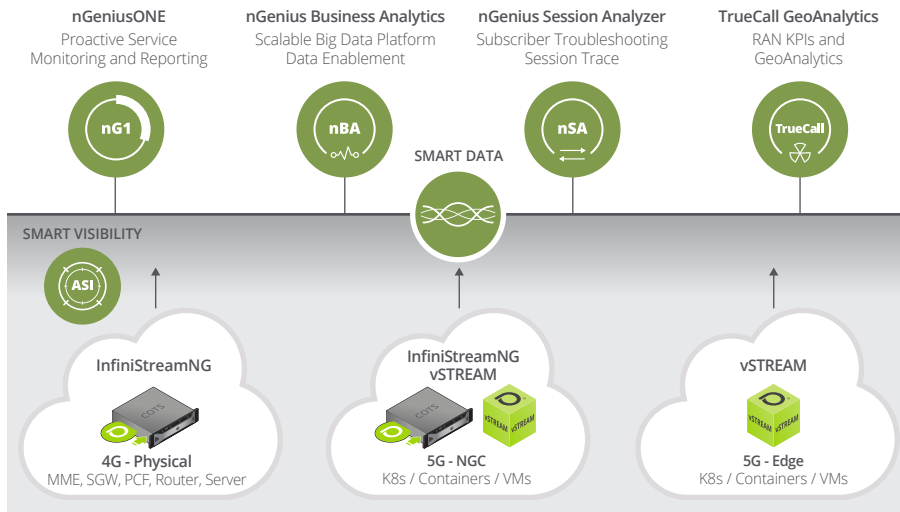 nGeniusONE
Proactive Service
Monitoring and Reporting
nG1
nGenius Business Analytics
Scalable Big Data Platform
Data Enablement
nBA
nGenius Session Analyzer
Subscriber Troubleshooting
Session Trace
nSA
TrueCall GeoAnalytics
RAN KPIs and
GeoAnalytics
TrueCall
SMART DATA
SMART VISIBILITY
ASI
InfiniStreamNG
COTS
4G - Physical
MME, SGW, PCF, Router, Server
InfiniStreamNG
vSTREAM
COTS
vSTREAM
vSTREAM
5G - NGC
K8s / Containers / VMs
vSTREAM
vSTREAM
vSTREAM
5G - Edge
K8s / Containers / VMs